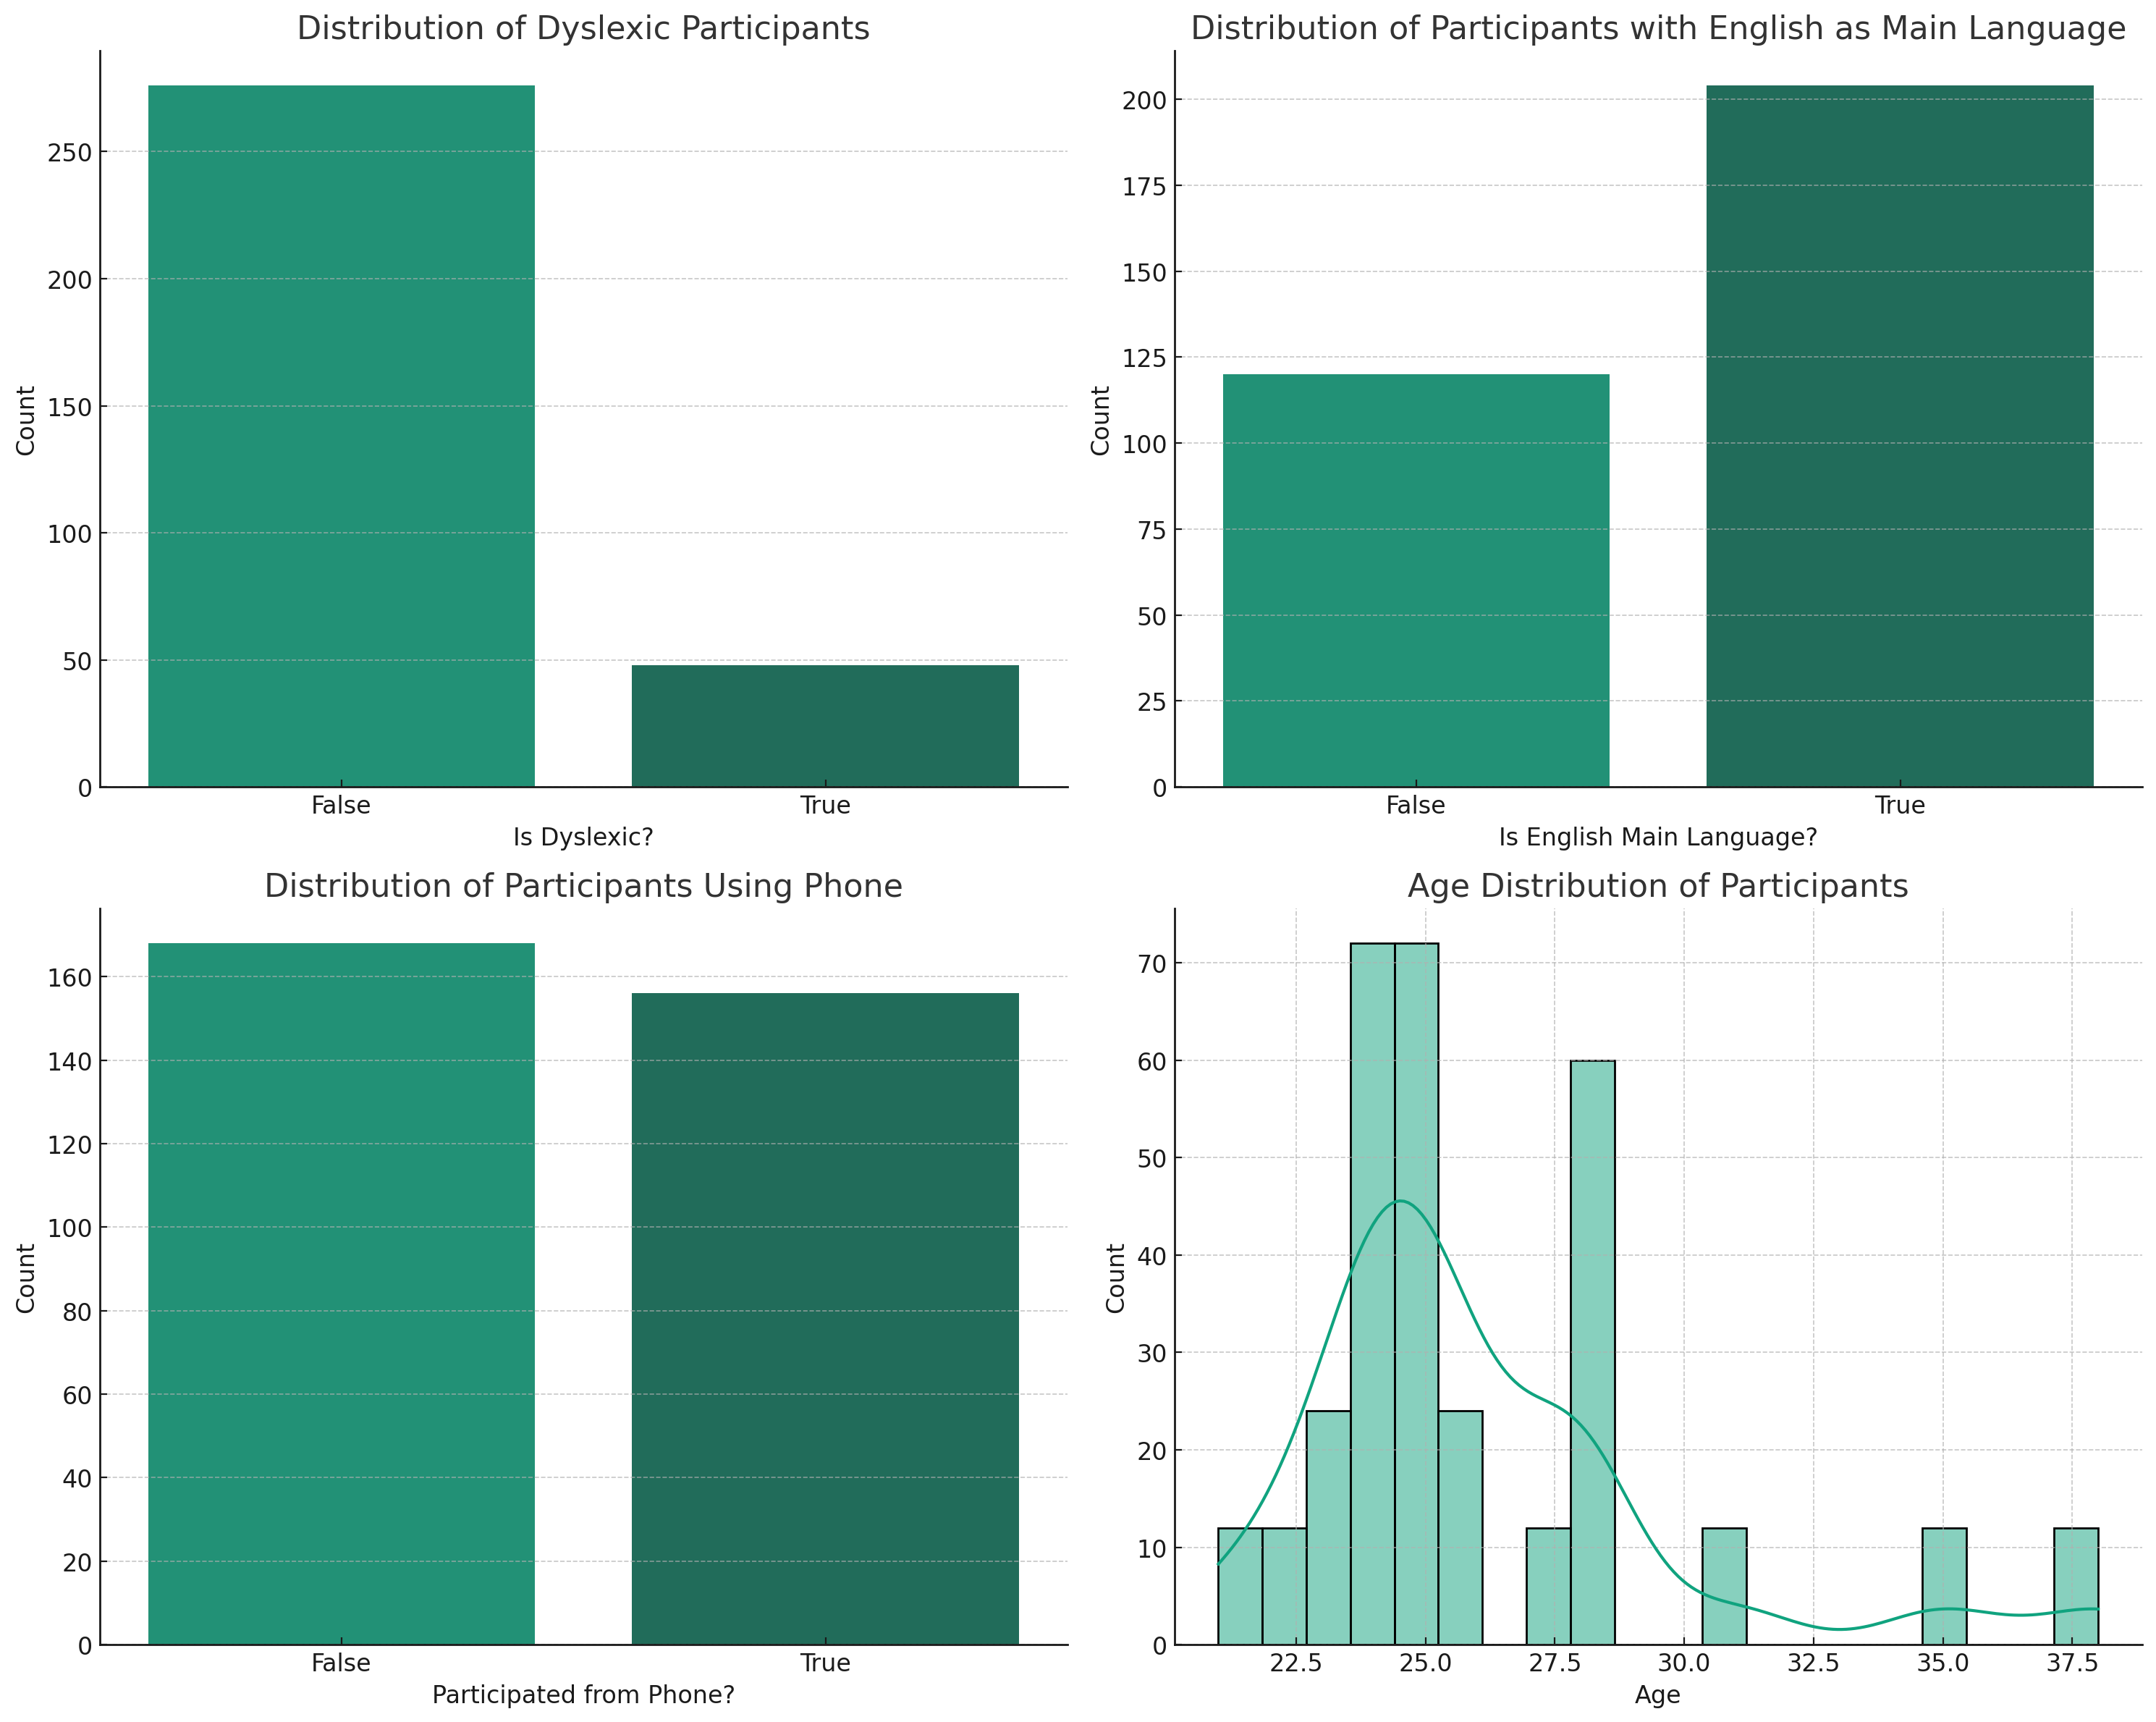 Distribution of Dyslexic Participants
250
200
150
100
50
0
Count
False
True
Is Dyslexic?
Distribution of Participants with English as Main Language
200
175
150
125
100
75
50
25
0
Count
False
True
Is English Main Language?
Distribution of Participants Using Phone
160
140
120
100
80
60
40
20
0
Count
False
True
Participated from Phone?
Age Distribution of Participants
70
60
50
40
30
20
10
0
Count
22.5
25.0
27.5
30.0
32.5
35.0
37.5
Age